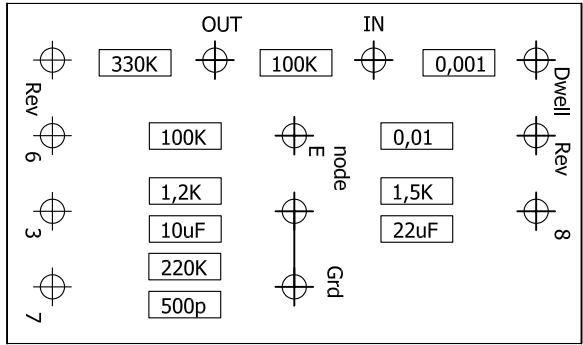 OUT IN
330K 100K 0,001
Rev Dwell
100K E node 0,01 Rev
6
1,2K 1,5K
3 10uF 22uF 8
220K Grd
7 500p